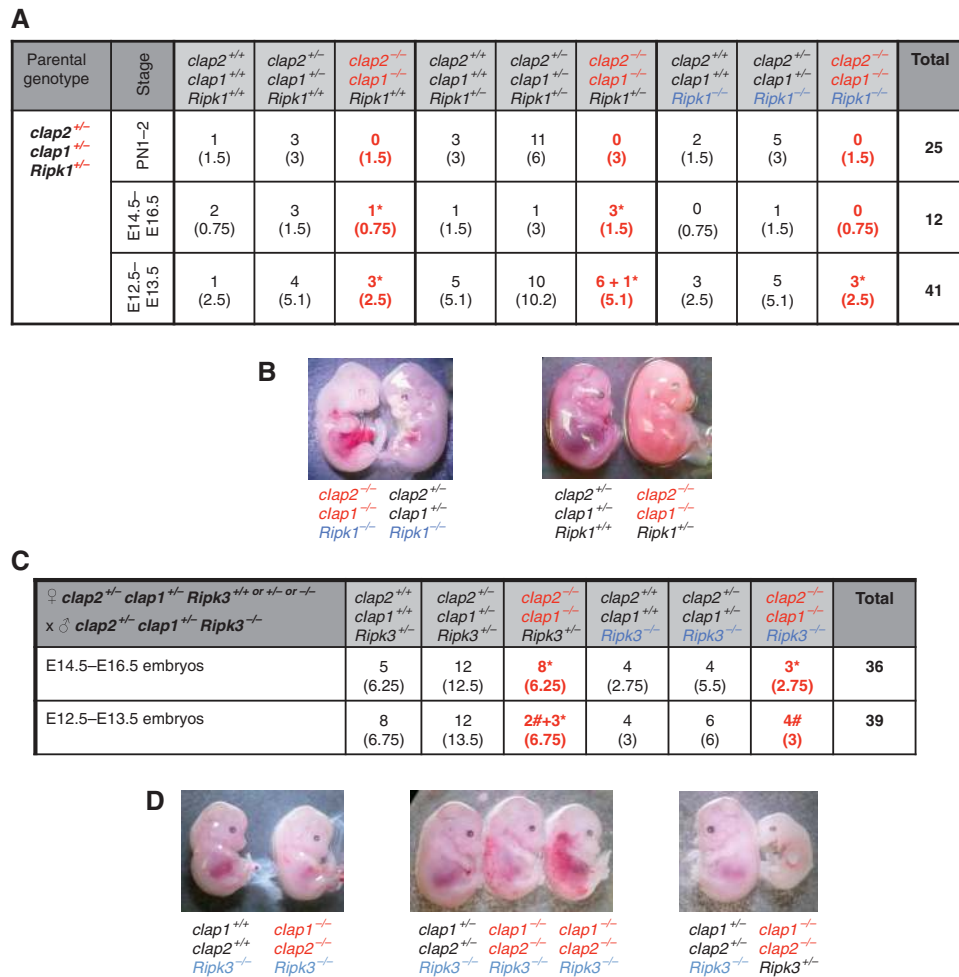 A
Parental genotype | Stage | clap2+/+ clap1+/+ Ripk1+/+ | clap2+/– clap1+/– Ripk1+/+ | clap2–/– clap1–/– Ripk1+/+ | clap2+/+ clap1+/+ Ripk1+/– | clap2+/– clap1+/– Ripk1+/– | clap2–/– clap1–/– Ripk1+/– | clap2+/+ clap1+/+ Ripk1–/– | clap2+/– clap1+/– Ripk1–/– | clap2–/– clap1–/– Ripk1–/– | Total
clap2+/– clap1+/– Ripk1+/– | PN1–2 | 1 (1.5) | 3 (3) | 0 (1.5) | 3 (3) | 11 (6) | 0 (3) | 2 (1.5) | 5 (3) | 0 (1.5) | 25
E14.5–E16.5 | 2 (0.75) | 3 (1.5) | 1* (0.75) | 1 (1.5) | 1 (3) | 3* (1.5) | 0 (0.75) | 1 (1.5) | 0 (0.75) | 12
E12.5–E13.5 | 1 (2.5) | 4 (5.1) | 3* (2.5) | 5 (5.1) | 10 (10.2) | 6 + 1* (5.1) | 3 (2.5) | 5 (5.1) | 3* (2.5) | 41
B
clap2–/– clap2+/– clap2+/– clap2–/–
clap1–/– clap1+/– clap1+/– clap1–/–
Ripk1–/– Ripk1–/– Ripk1+/+ Ripk1+/–
C
♀ clap2+/– clap1+/– Ripk3+/+ or +/– or –/– x ♂ clap2+/– clap1+/– Ripk3–/– | clap2+/+ clap1+/+ Ripk3+/– | clap2+/– clap1+/– Ripk3+/– | clap2–/– clap1–/– Ripk3+/– | clap2+/+ clap1+/+ Ripk3–/– | clap2+/– clap1+/– Ripk3–/– | clap2–/– clap1–/– Ripk3–/– | Total
E14.5–E16.5 embryos | 5 (6.25) | 12 (12.5) | 8* (6.25) | 4 (2.75) | 4 (5.5) | 3* (2.75) | 36
E12.5–E13.5 embryos | 8 (6.75) | 12 (13.5) | 2#+3* (6.75) | 4 (3) | 6 (6) | 4# (3) | 39
D
clap1+/+ clap1–/– clap1+/– clap1–/– clap1–/– clap1+/– clap1–/–
clap2+/+ clap2–/– clap2+/– clap2–/– clap2–/– clap2+/– clap2–/–
Ripk3–/– Ripk3–/– Ripk3–/– Ripk3–/– Ripk3–/– Ripk3–/– Ripk3+/–